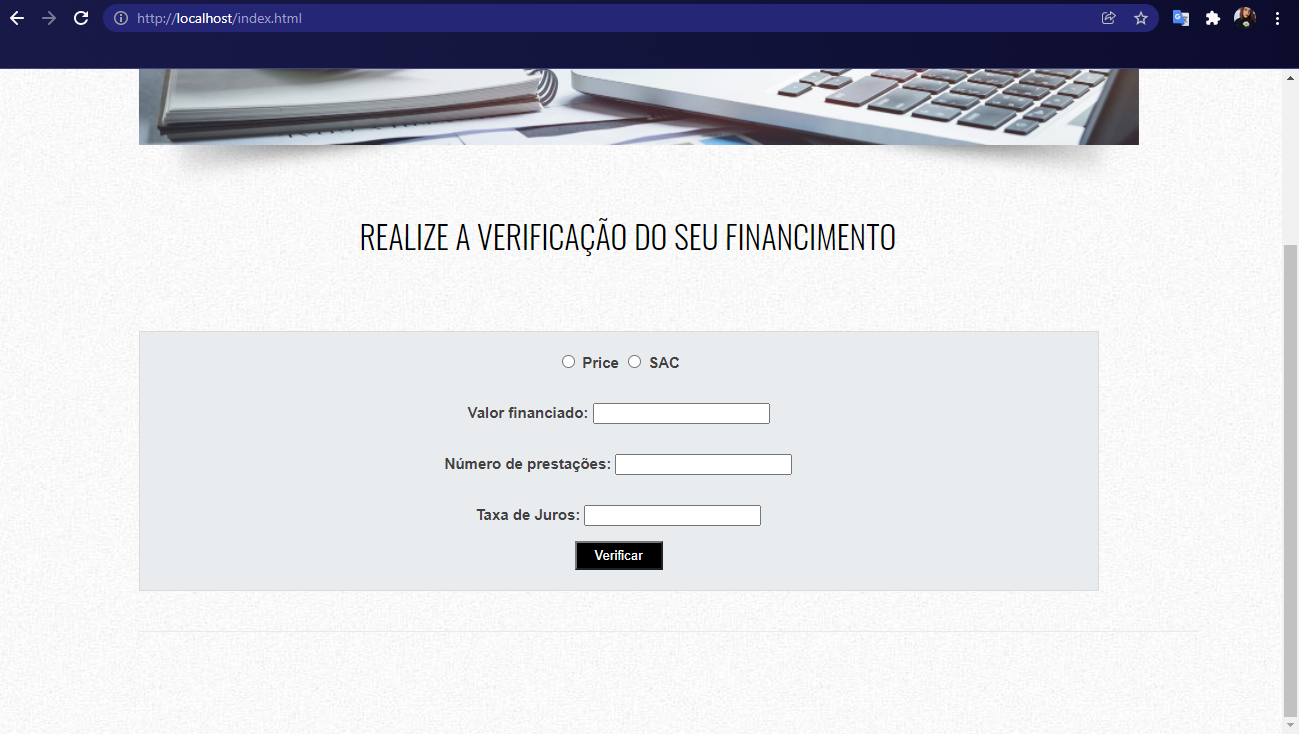 http://localhost/index.html
REALIZE A VERIFICAÇÃO DO SEU FINANCIMENTO
Price SAC
Valor financiado:
Número de prestações:
Taxa de Juros:
Verificar